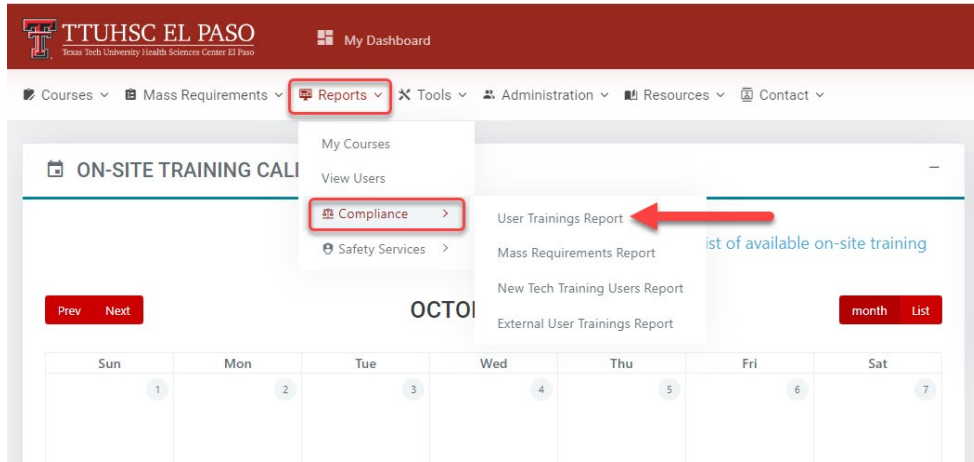 TTUHSC EL PASO
Texas Tech University Health Sciences Center El Paso
My Dashboard
Courses Mass Requirements Reports Tools Administration Resources Contact
My Courses
View Users
Compliance
Safety Services
User Trainings Report
Mass Requirements Report
New Tech Training Users Report
External User Trainings Report
ON-SITE TRAINING CALE
ist of available on-site training
Prev Next
OCTO
month List
Sun Mon Tue Wed Thu Fri Sat
1 2 3 4 5 6 7